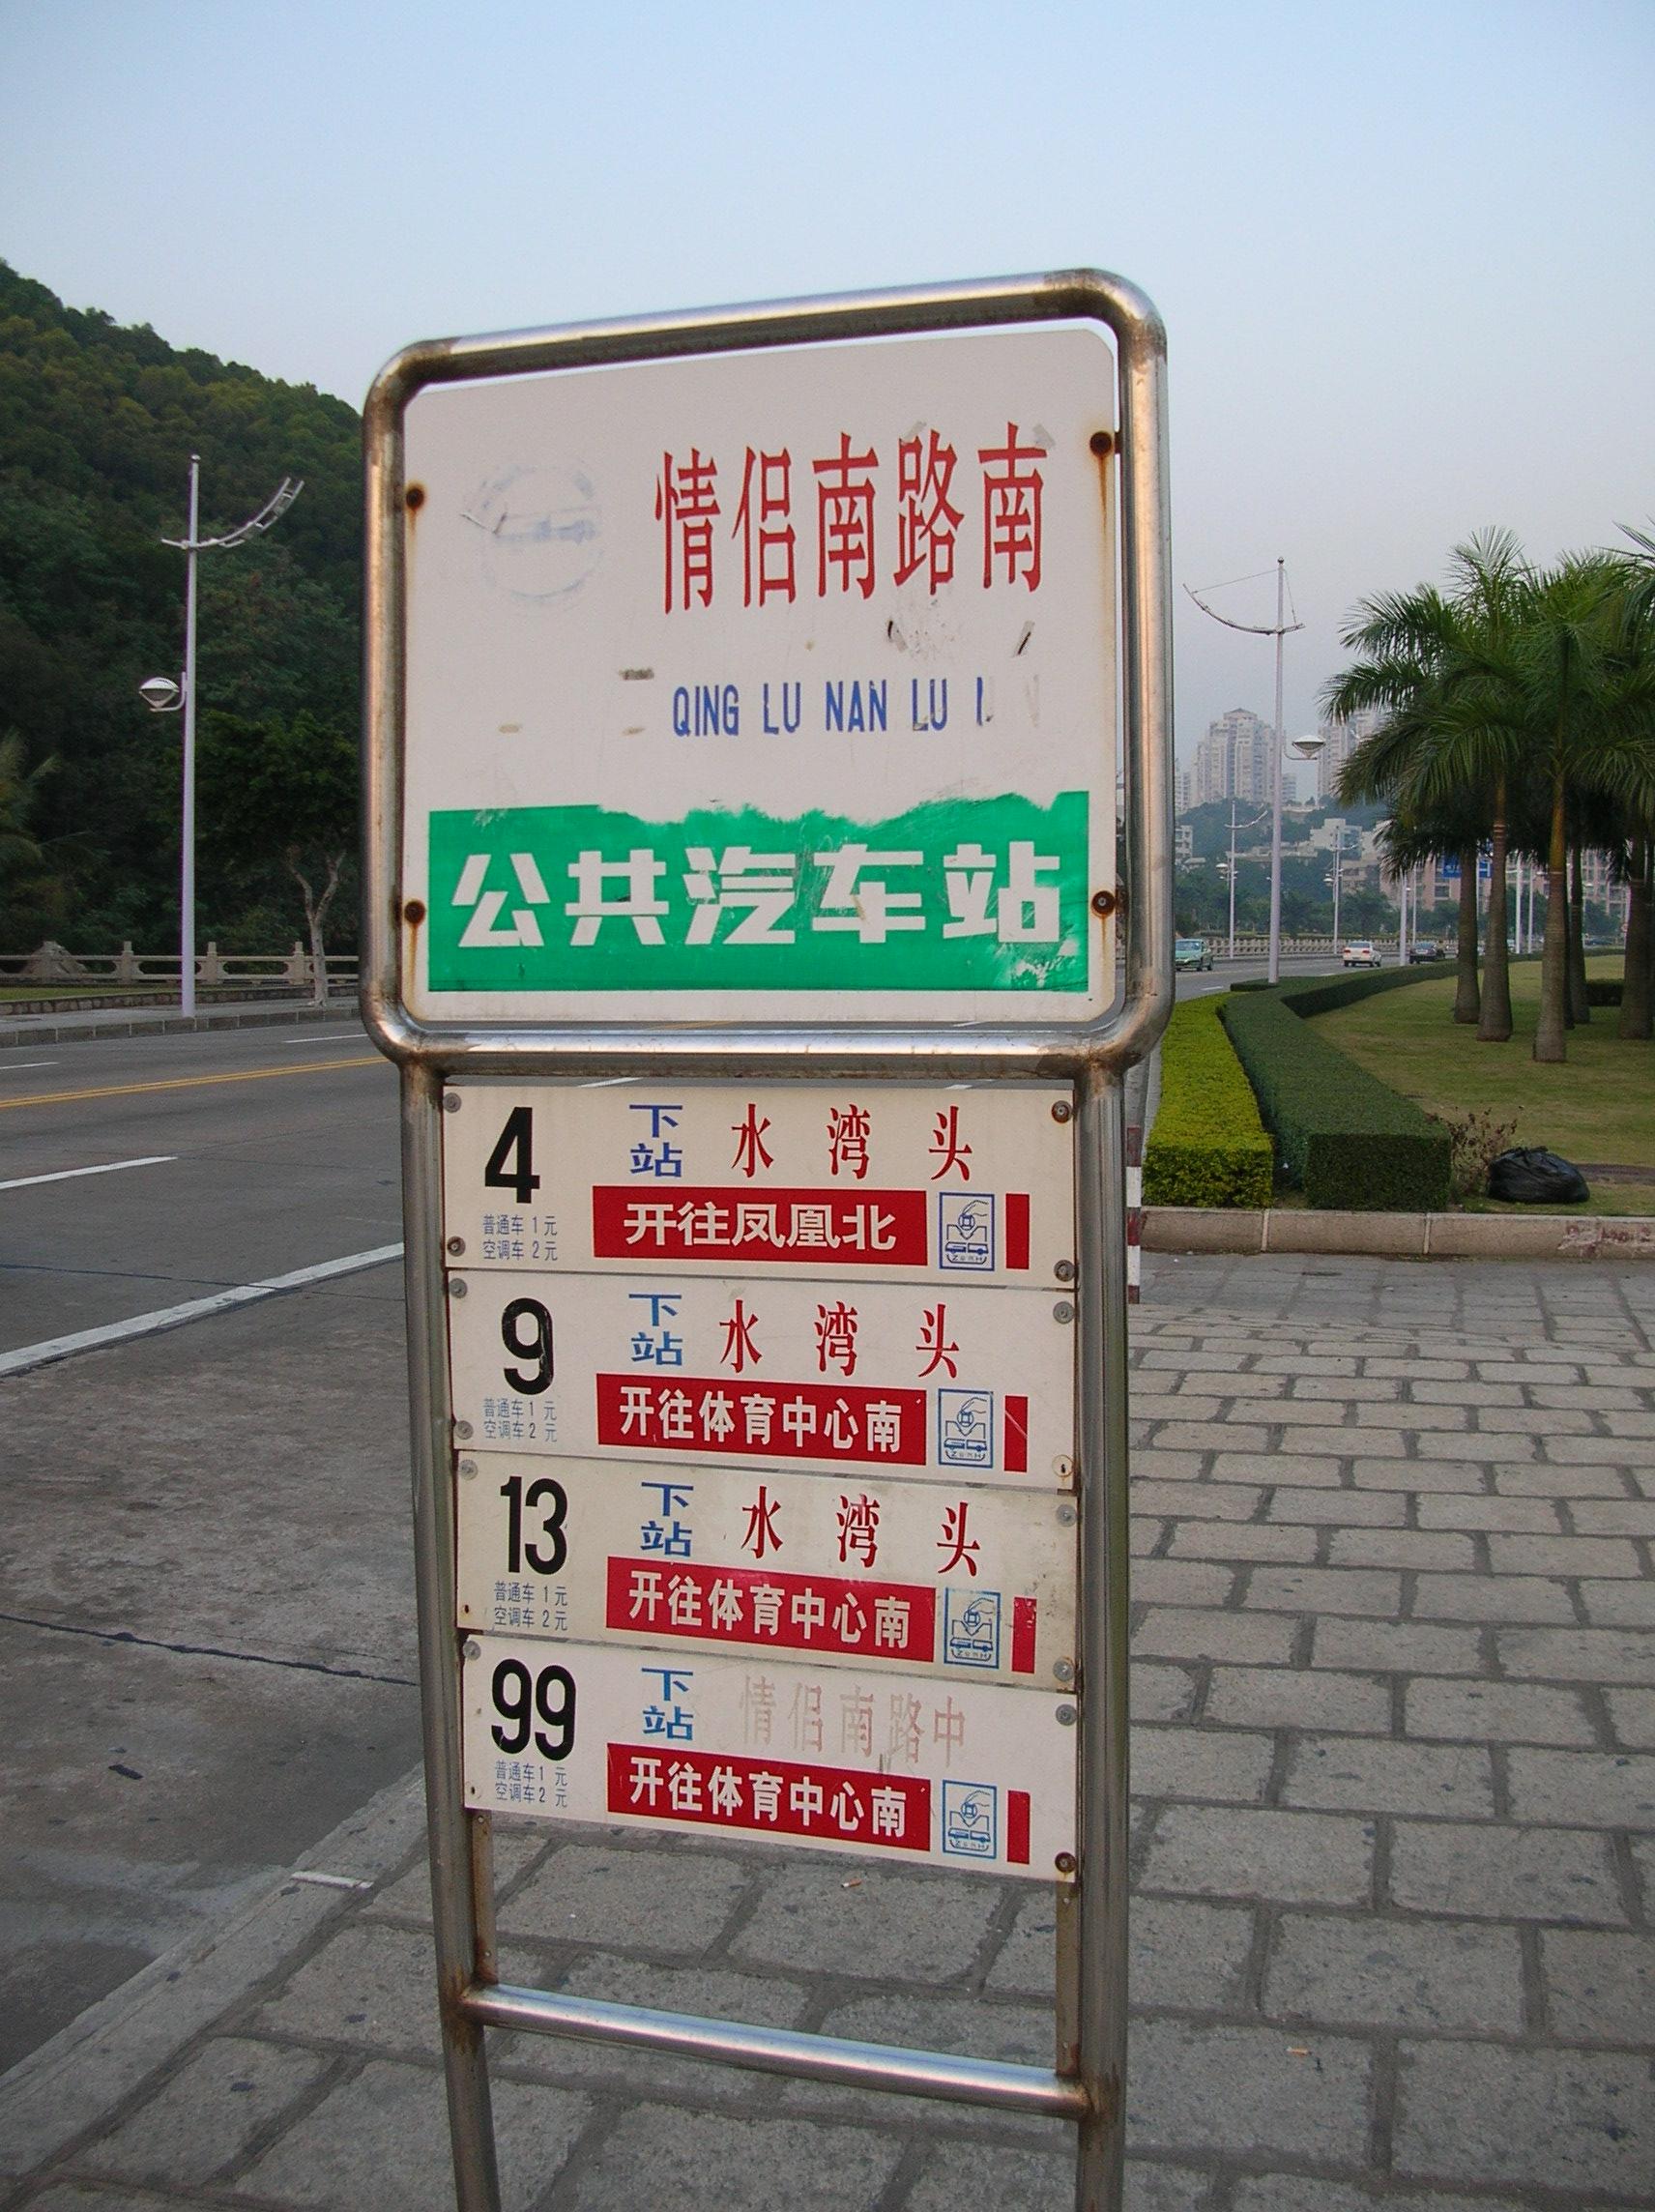 情侣南路南
QING LU NAN LU
公共汽车站
4 下站 水湾头
普通车1元
空调车2元
开往凤凰北
9 下站 水湾头
普通车1元
空调车2元
开往体育中心南
13 下站 水湾头
普通车1元
空调车2元
开往体育中心南
99 下站 情侣南路中
普通车1元
空调车2元
开往体育中心南